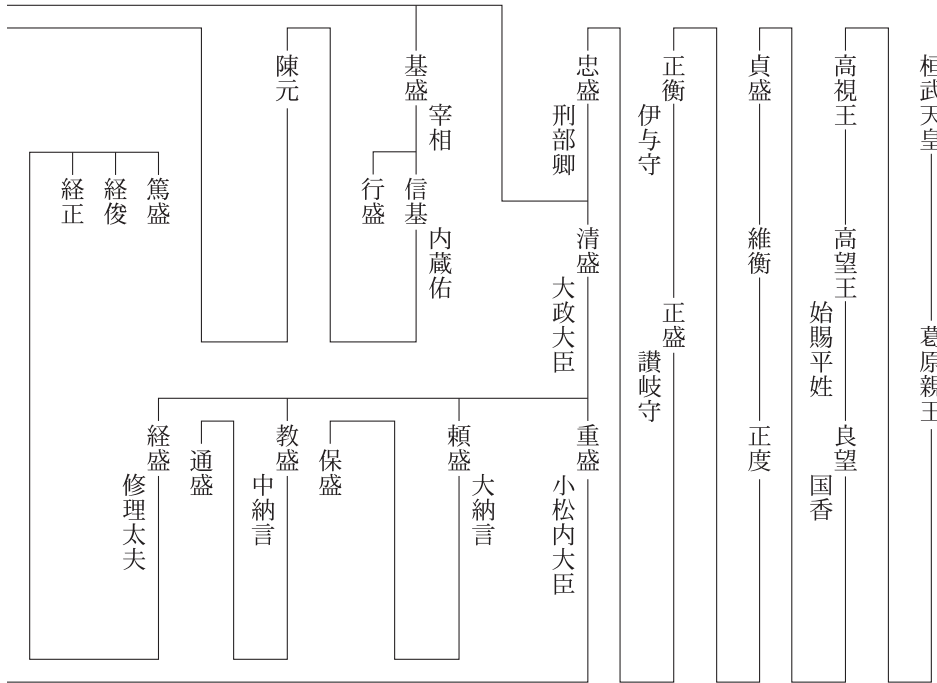 桓武天皇
葛原親王
高視王
高望王
始賜平姓
良望
国香
貞盛
維衡
正度
正衡
伊与守
正盛
讃岐守
忠盛
刑部卿
清盛
大政大臣
重盛
小松内大臣
頼盛
大納言
保盛
教盛
中納言
通盛
経盛
修理太夫
篤盛
経俊
経正
基盛
宰相
信基
内蔵佑
行盛
陳元